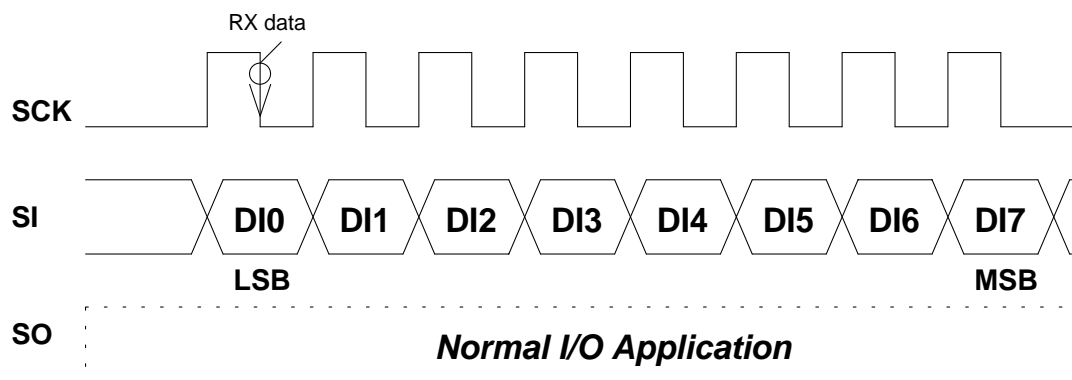 RX data
SCK
SI DI0 DI1 DI2 DI3 DI4 DI5 DI6 DI7
LSB MSB
SO Normal I/O Application